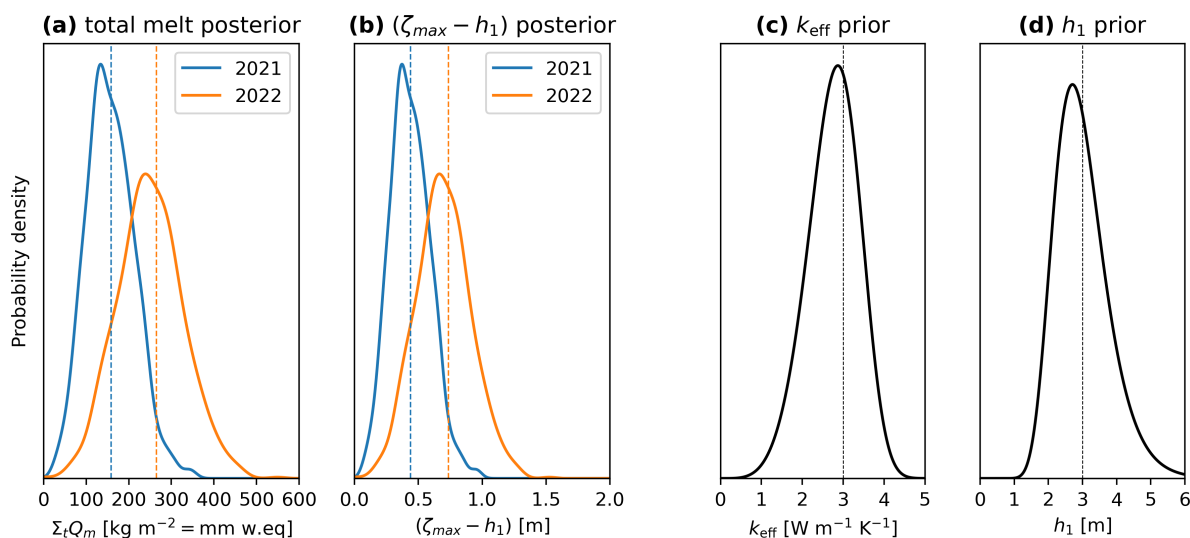 (a) total melt posterior
(b) (ζmax − h1) posterior
(c) keff prior
(d) h1 prior
2021
2022
2021
2022
Probability density
0 100 200 300 400 500 600
0.0 0.5 1.0 1.5 2.0
0 1 2 3 4 5
0 1 2 3 4 5 6
ΣtQm [kg m⁻² = mm w.eq]
(ζmax − h1) [m]
keff [W m⁻¹ K⁻¹]
h1 [m]